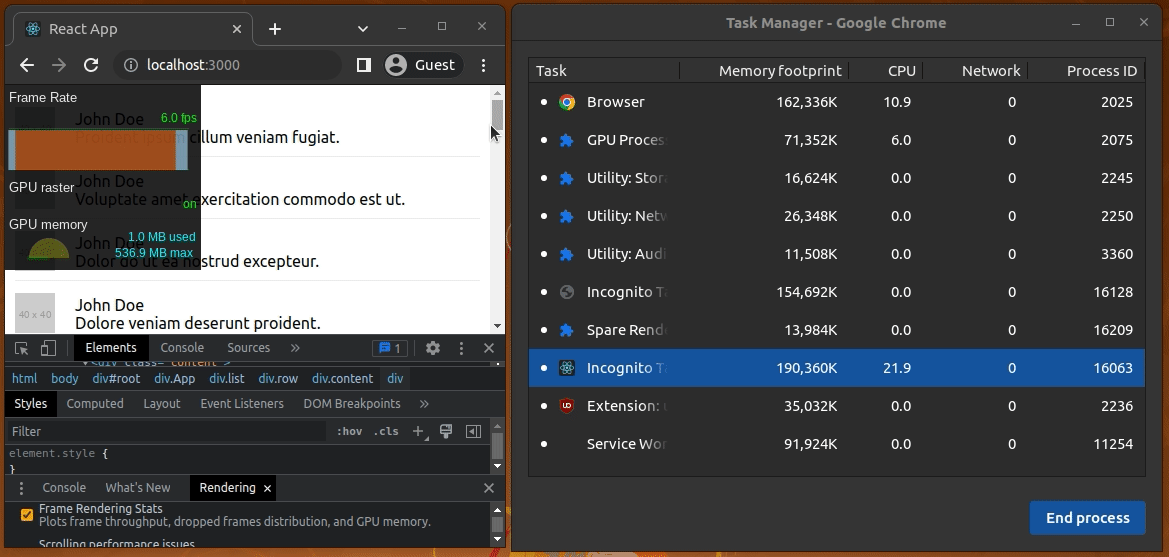 React App
localhost:3000
Guest
Frame Rate
John Doe
6.0 fps
Proident ipsum cillum veniam fugiat.
John Doe
GPU raster
Voluptate amet exercitation commodo est ut.
on
GPU memory
1.0 MB used
John Doe
536.9 MB max
Dolor do ut ea nostrud excepteur.
40 x 40
John Doe
Dolore veniam deserunt proident.
Elements Console Sources » 1
<div class="content">
html body div#root div.App div.list div.row div.content div
Styles Computed Layout Event Listeners DOM Breakpoints »
Filter :hov .cls
element.style {
}
Console What's New Rendering
Frame Rendering Stats
Plots frame throughput, dropped frames distribution, and GPU memory.
Scrolling performance issues
Task Manager - Google Chrome
Task Memory footprint CPU Network Process ID
Browser 162,336K 10.9 0 2025
GPU Proces 71,352K 6.0 0 2075
Utility: Stor 16,624K 0.0 0 2245
Utility: Netw 26,348K 0.0 0 2250
Utility: Audi 11,508K 0.0 0 3360
Incognito T 154,692K 0.0 0 16128
Spare Rend 13,984K 0.0 0 16209
Incognito T 190,360K 21.9 0 16063
Extension: 35,032K 0.0 0 2236
Service Wor 91,924K 0.0 0 11254
End process